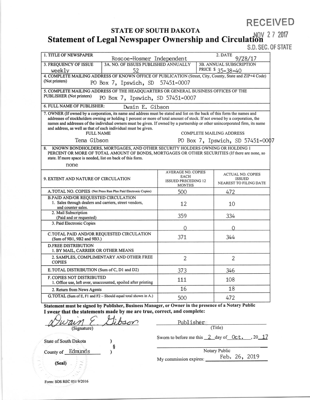 RECEIVED
NOV 27 2017
S.D. SEC. OF STATE
STATE OF SOUTH DAKOTA
Statement of Legal Newspaper Ownership and Circulation
1. TITLE OF NEWSPAPER
Roscoe-Hosmer Independent
2. DATE
9/28/17
3. FREQUENCY OF ISSUE
weekly
3A. NO. OF ISSUES PUBLISHED ANNUALLY
52
3B. ANNUAL SUBSCRIPTION
PRICE $ 35-38-40
4. COMPLETE MAILING ADDRESS OF KNOWN OFFICE OF PUBLICATION (Street, City, County, State and ZIP+4 Code)
(Not printers)
PO Box 7, Ipswich, SD 57451-0007
5. COMPLETE MAILING ADDRESS OF THE HEADQUARTERS OR GENERAL BUSINESS OFFICES OF THE
PUBLISHER (Not printers)
PO Box 7, Ipswich, SD 57451-0007
6. FULL NAME OF PUBLISHER:
Dwain E. Gibson
7. OWNER (If owned by a corporation, its name and address must be stated and list on the back of this form the names and
addresses of stockholders owning or holding 1 percent or more of total amount of stock. If not owned by a corporation, the
names and addresses of the individual owners must be given. If owned by a partnership or other unincorporated firm, its name
and address, as well as that of each individual must be given.
FULL NAME
COMPLETE MAILING ADDRESS
Tena Gibson
PO Box 7, Ipswich, SD 57451-0007
8. KNOWN BONDHOLDERS, MORTGAGES, AND OTHER SECURITY HOLDERS OWNING OR HOLDING 1
PERCENT OR MORE OF TOTAL AMOUNT OF BONDS, MORTGAGES OR OTHER SECURITIES (If there are none, so
state. If more space is needed, list on back of this form.
none
9. EXTENT AND NATURE OF CIRCULATION
AVERAGE NO. COPIES
EACH
ISSUED PRECEDING 12
MONTHS
ACTUAL NO. COPIES
ISSUED
NEAREST TO FILING DATE
A. TOTAL NO. COPIES (Net Press Run Plus Paid Electronic Copies)
500
472
B. PAID AND/OR REQUESTED CIRCULATION
1. Sales through dealers and carriers, street vendors,
and counter sales.
12
10
2. Mail Subscription
(Paid and or requested)
359
334
3. Paid Electronic Copies
0
0
C. TOTAL PAID AND/OR REQUESTED CIRCULATION
(Sum of 9B1, 9B2 and 9B3.)
371
344
D. FREE DISTRIBUTION
1. BY MAIL, CARRIER OR OTHER MEANS
2. SAMPLES, COMPLIMENTARY AND OTHER FREE
COPIES
2
2
E. TOTAL DISTRIBUTION (Sum of C, D1 and D2)
373
346
F. COPIES NOT DISTRIBUTED
1. Office use, left over, unaccounted, spoiled after printing
111
108
2. Return from News Agents
16
18
G. TOTAL (Sum of E, F1 and F2 - Should equal total shown in A.)
500
472
Statement must be signed by Publisher, Business Manager, or Owner in the presence of a Notary Public
I swear that the statements made by me are true, correct, and complete:
Dwain E. Gibson
(Signature)
Publisher
(Title)
State of South Dakota )
§
County of Edmunds )
(Seal)
Sworn to before me this 2 day of Oct., 20 17
Notary Public
My commission expires: Feb. 26, 2019
Form: SOS REC 051 9/2016